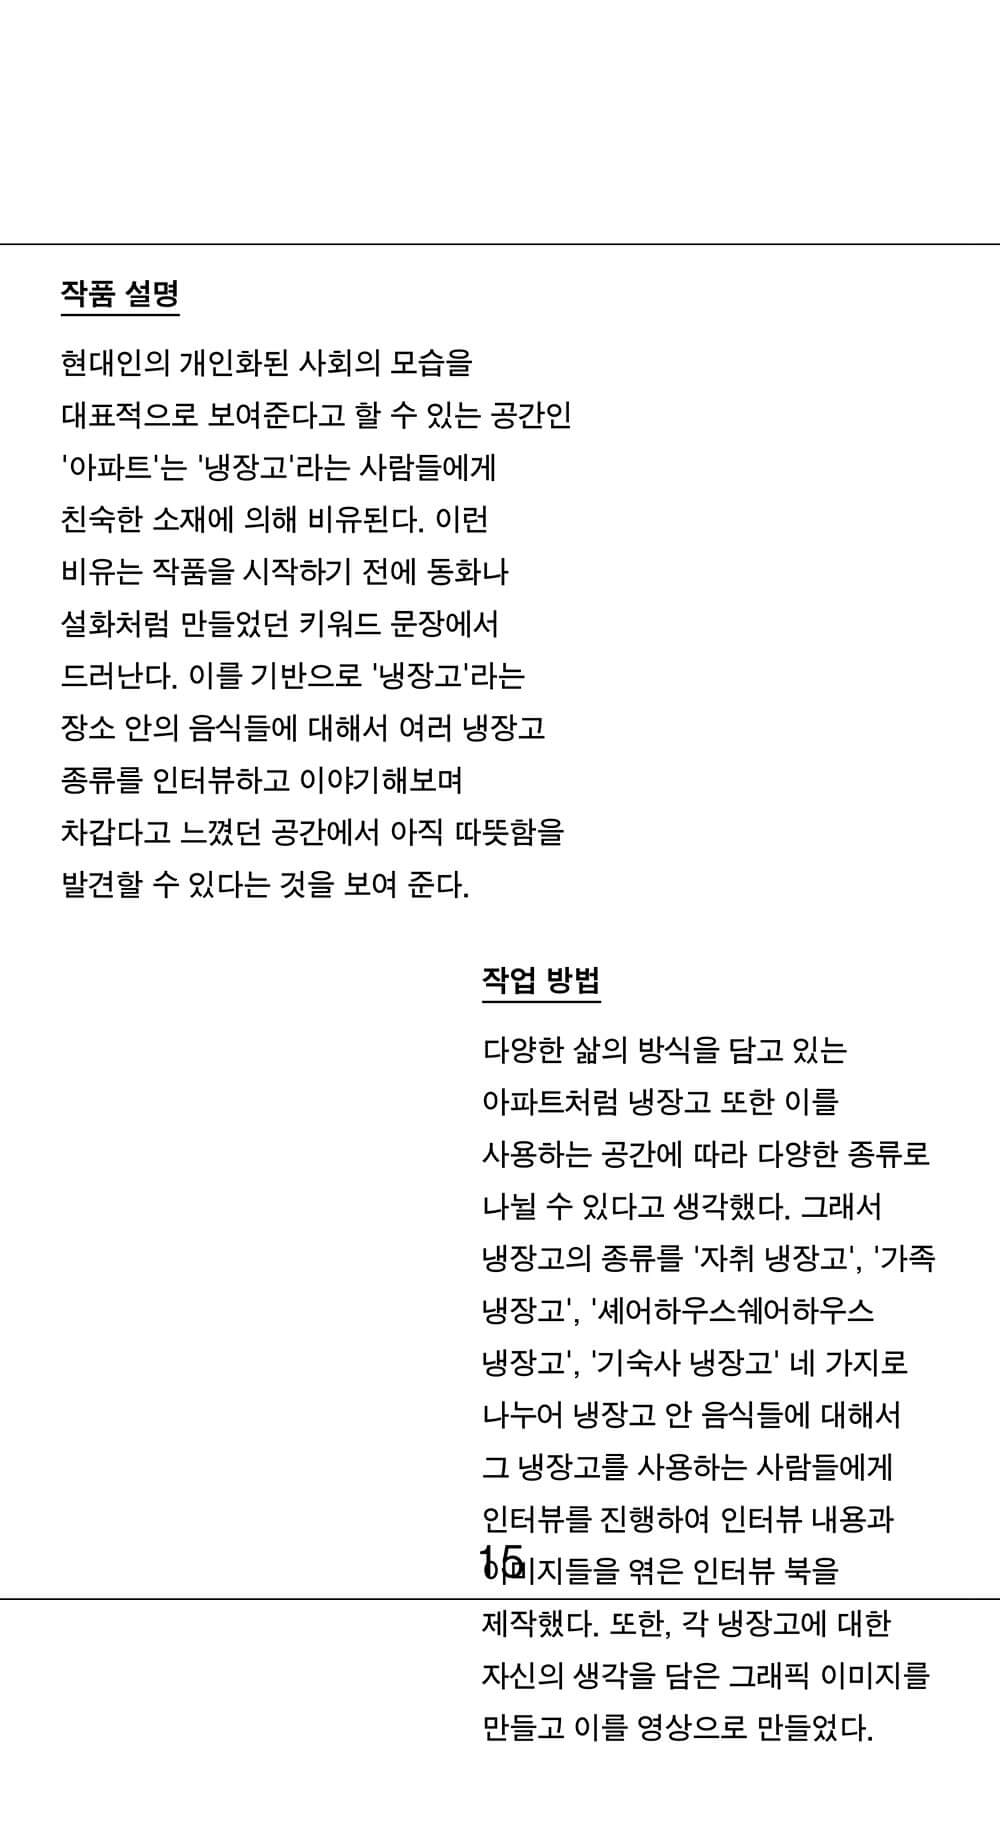 작품 설명
현대인의 개인화된 사회의 모습을
대표적으로 보여준다고 할 수 있는 공간인
'아파트'는 '냉장고'라는 사람들에게
친숙한 소재에 의해 비유된다. 이런
비유는 작품을 시작하기 전에 동화나
설화처럼 만들었던 키워드 문장에서
드러난다. 이를 기반으로 '냉장고'라는
장소 안의 음식들에 대해서 여러 냉장고
종류를 인터뷰하고 이야기해보며
차갑다고 느꼈던 공간에서 아직 따뜻함을
발견할 수 있다는 것을 보여 준다.
작업 방법
다양한 삶의 방식을 담고 있는
아파트처럼 냉장고 또한 이를
사용하는 공간에 따라 다양한 종류로
나뉠 수 있다고 생각했다. 그래서
냉장고의 종류를 '자취 냉장고', '가족
냉장고', '셰어하우스쉐어하우스
냉장고', '기숙사 냉장고' 네 가지로
나누어 냉장고 안 음식들에 대해서
그 냉장고를 사용하는 사람들에게
인터뷰를 진행하여 인터뷰 내용과
이미지들을 엮은 인터뷰 북을
15
제작했다. 또한, 각 냉장고에 대한
자신의 생각을 담은 그래픽 이미지를
만들고 이를 영상으로 만들었다.